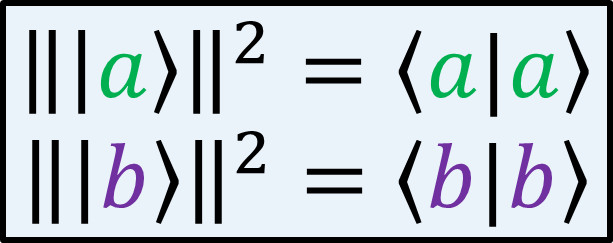 ‖|a⟩‖² = ⟨a|a⟩
‖|b⟩‖² = ⟨b|b⟩